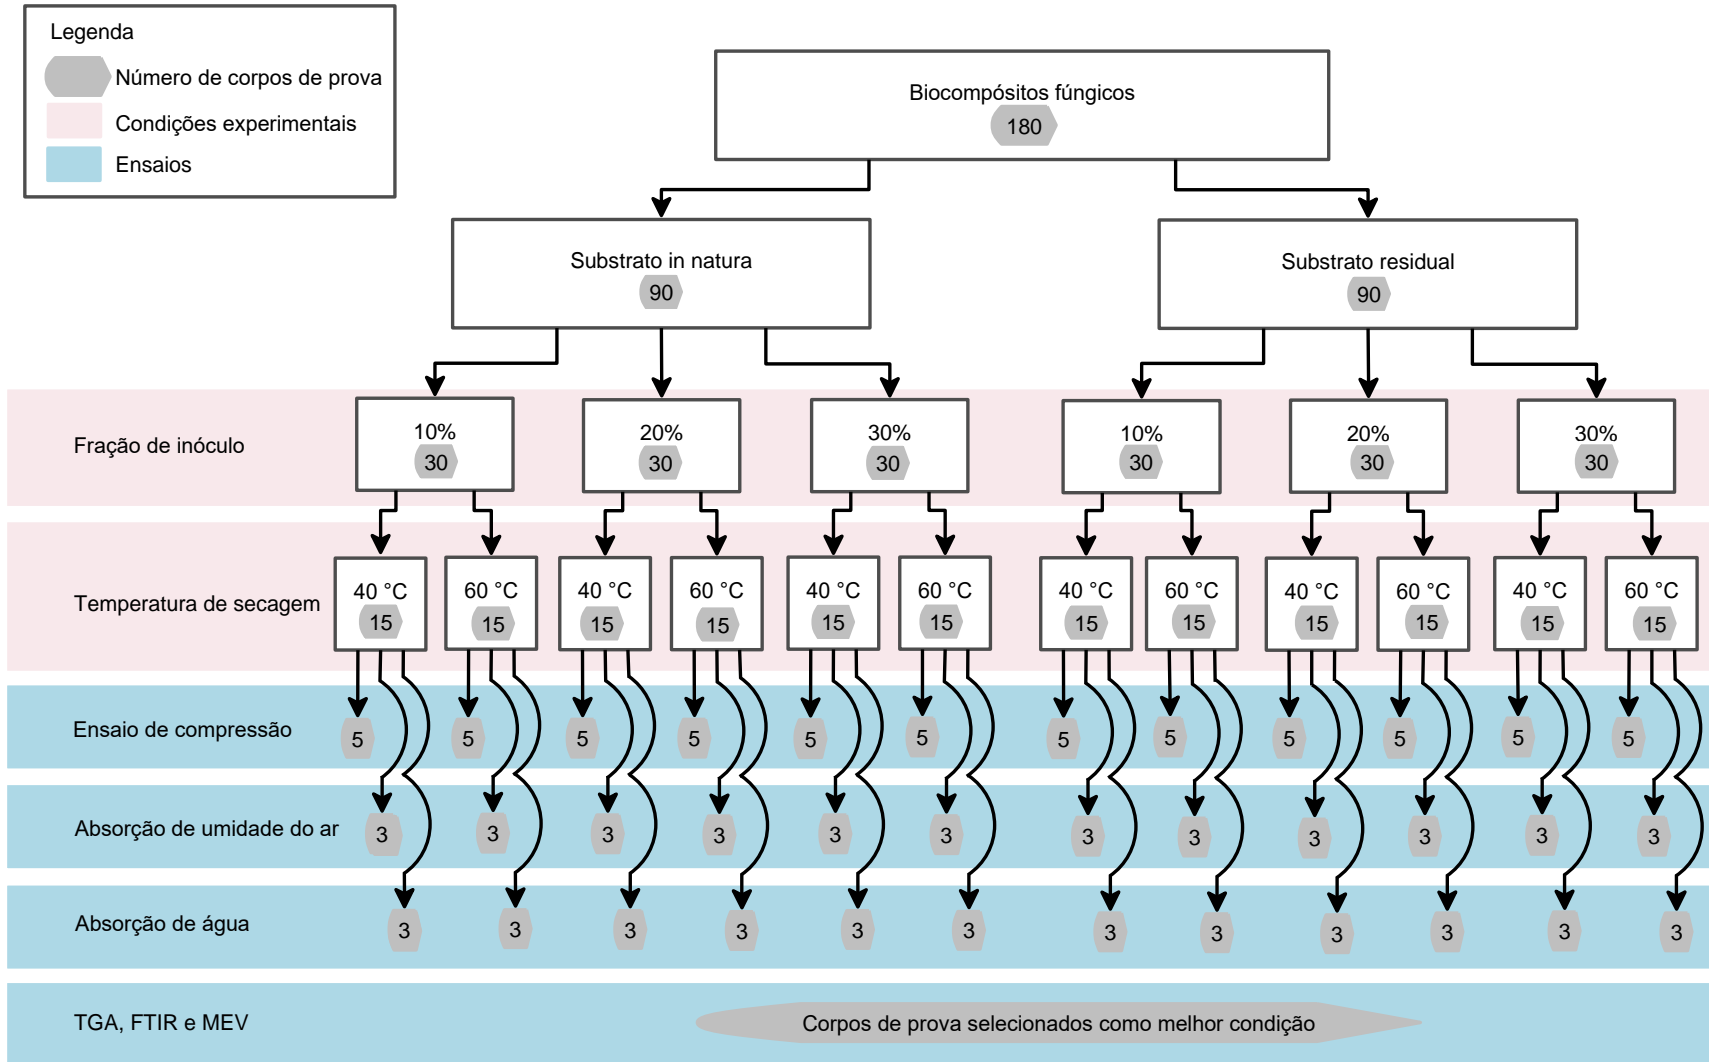 Legenda
Número de corpos de prova
Condições experimentais
Ensaios
Biocompósitos fúngicos
180
Substrato in natura
90
Substrato residual
90
Fração de inóculo
10%
30
20%
30
30%
30
10%
30
20%
30
30%
30
Temperatura de secagem
40 °C
15
60 °C
15
40 °C
15
60 °C
15
40 °C
15
60 °C
15
40 °C
15
60 °C
15
40 °C
15
60 °C
15
40 °C
15
60 °C
15
Ensaio de compressão
5 5 5 5 5 5 5 5 5 5 5 5
Absorção de umidade do ar
3 3 3 3 3 3 3 3 3 3 3 3
Absorção de água
3 3 3 3 3 3 3 3 3 3 3 3
TGA, FTIR e MEV
Corpos de prova selecionados como melhor condição